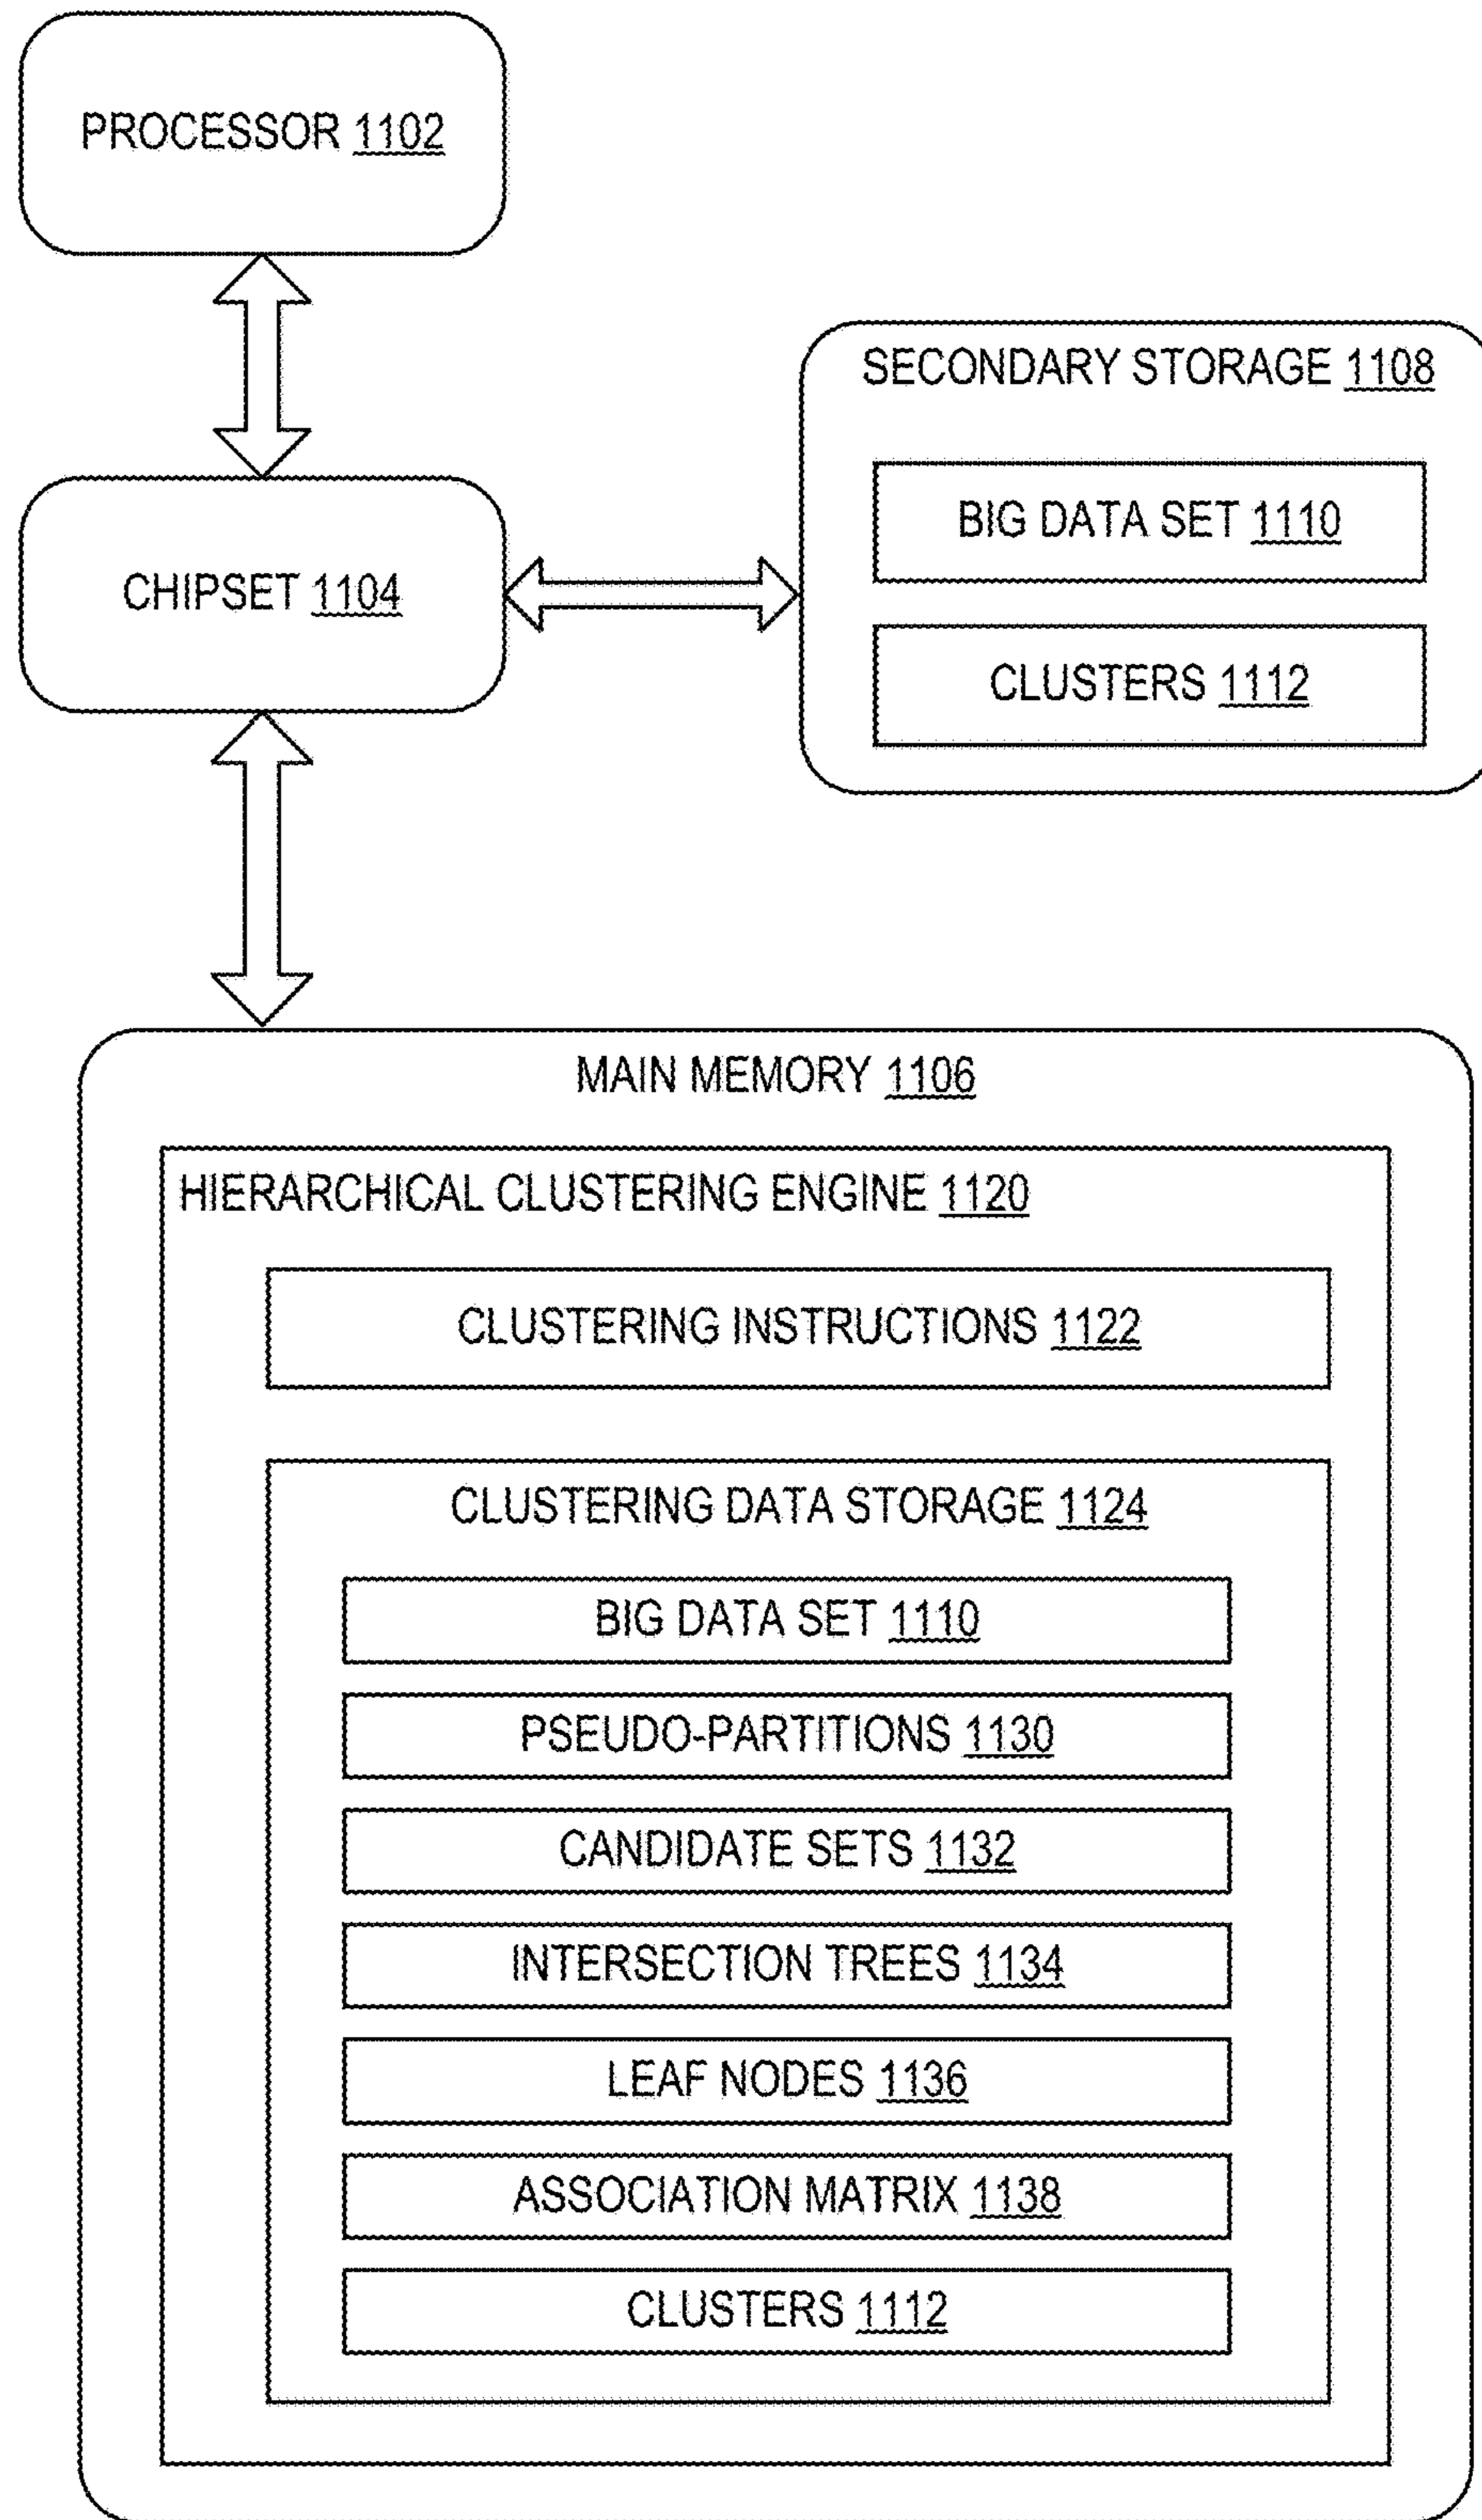 PROCESSOR 1102
SECONDARY STORAGE 1108
BIG DATA SET 1110
CHIPSET 1104
CLUSTERS 1112
MAIN MEMORY 1106
HIERARCHICAL CLUSTERING ENGINE 1120
CLUSTERING INSTRUCTIONS 1122
CLUSTERING DATA STORAGE 1124
BIG DATA SET 1110
PSEUDO-PARTITIONS 1130
CANDIDATE SETS 1132
INTERSECTION TREES 1134
LEAF NODES 1136
ASSOCIATION MATRIX 1138
CLUSTERS 1112